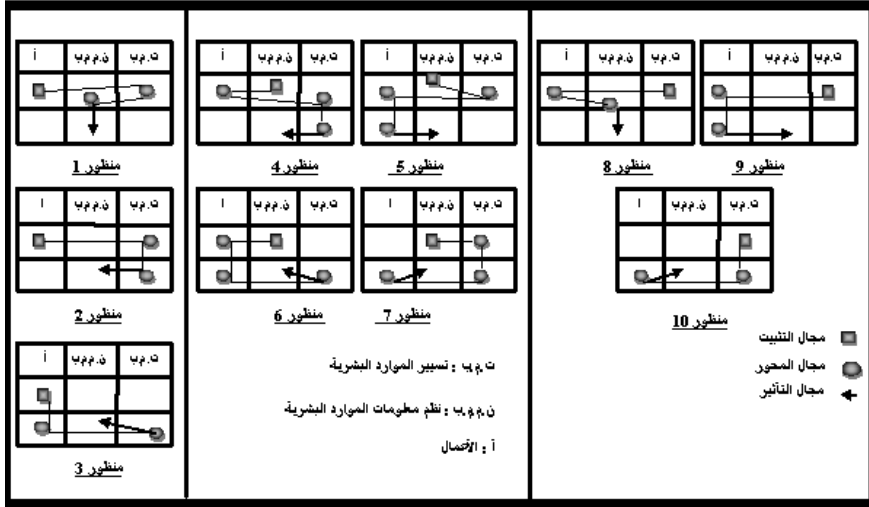 ت.م.ب ن.م.م.ب أ
منظور 1
ت.م.ب ن.م.م.ب أ
منظور 2
ت.م.ب ن.م.م.ب أ
منظور 3
ت.م.ب ن.م.م.ب أ
منظور 4
ت.م.ب ن.م.م.ب أ
منظور 5
ت.م.ب ن.م.م.ب أ
منظور 6
ت.م.ب ن.م.م.ب أ
منظور 7
ت.م.ب : تسيير الموارد البشرية
ن.م.م.ب : نظم معلومات الموارد البشرية
أ : الأعمال
ت.م.ب ن.م.م.ب أ
منظور 8
ت.م.ب ن.م.م.ب أ
منظور 9
ت.م.ب ن.م.م.ب أ
منظور 10
مجال التثبيت
مجال المحور
مجال التأثير